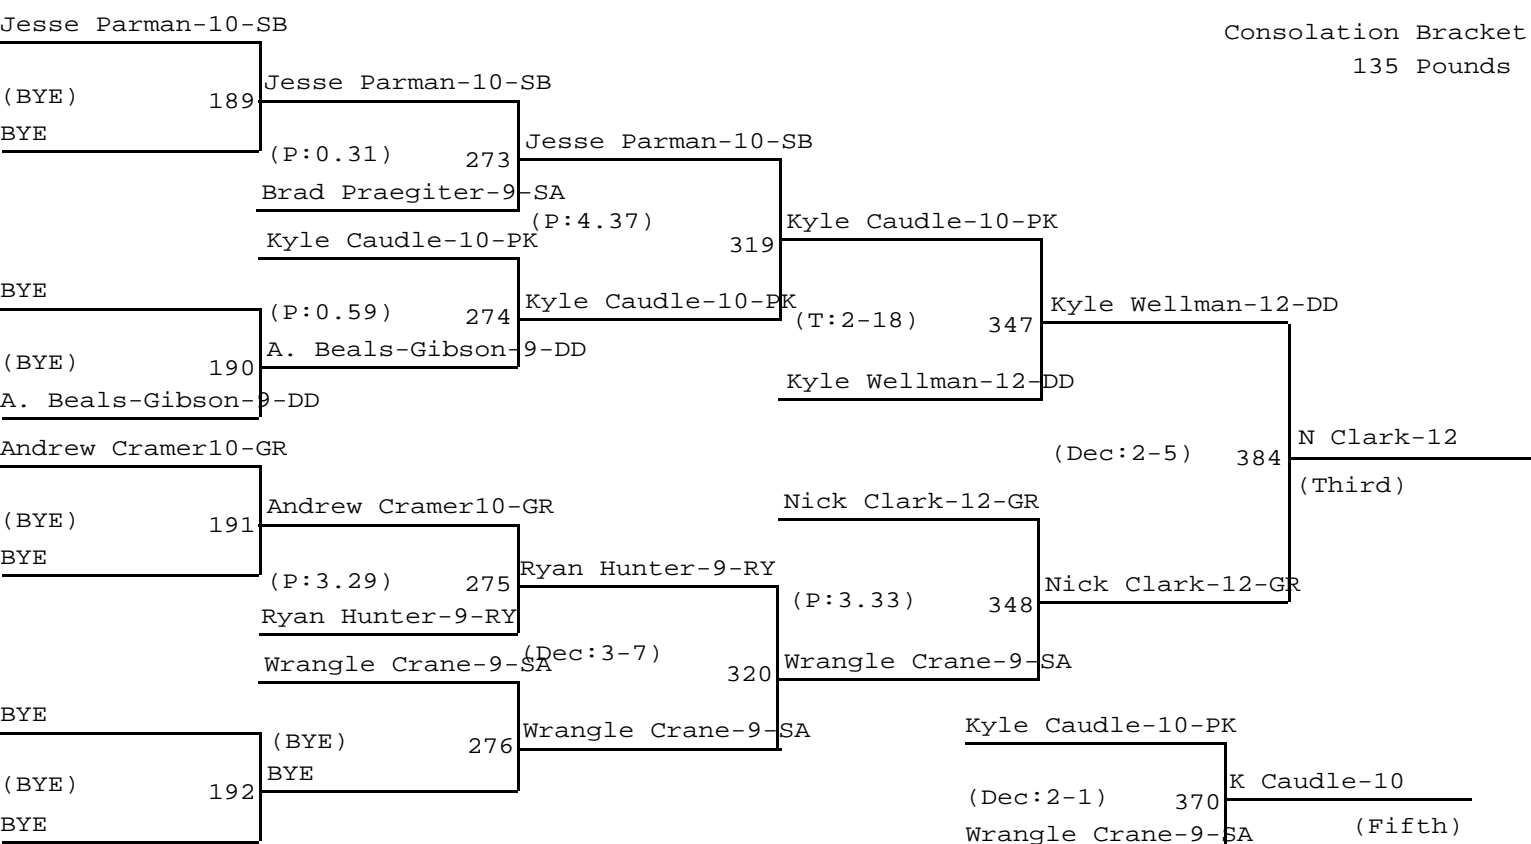 Jesse Parman-10-SB
Consolation Bracket
135 Pounds
Jesse Parman-10-SB
(BYE)
189
BYE
Jesse Parman-10-SB
(P:0.31)
273
Brad Praegiter-9-SA
(P:4.37)
Kyle Caudle-10-PK
Kyle Caudle-10-PK
319
BYE
Kyle Caudle-10-PK
Kyle Wellman-12-DD
(P:0.59)
274
(T:2-18)
347
A. Beals-Gibson-9-DD
(BYE)
190
Kyle Wellman-12-DD
A. Beals-Gibson-9-DD
Andrew Cramer10-GR
N Clark-12
(Dec:2-5)
384
(Third)
Nick Clark-12-GR
Andrew Cramer10-GR
(BYE)
191
BYE
Ryan Hunter-9-RY
(P:3.29)
275
Nick Clark-12-GR
(P:3.33)
348
Ryan Hunter-9-RY
(Dec:3-7)
Wrangle Crane-9-SA
Wrangle Crane-9-SA
320
BYE
Kyle Caudle-10-PK
Wrangle Crane-9-SA
(BYE)
276
BYE
K Caudle-10
(BYE)
192
(Dec:2-1)
370
BYE
(Fifth)
Wrangle Crane-9-SA